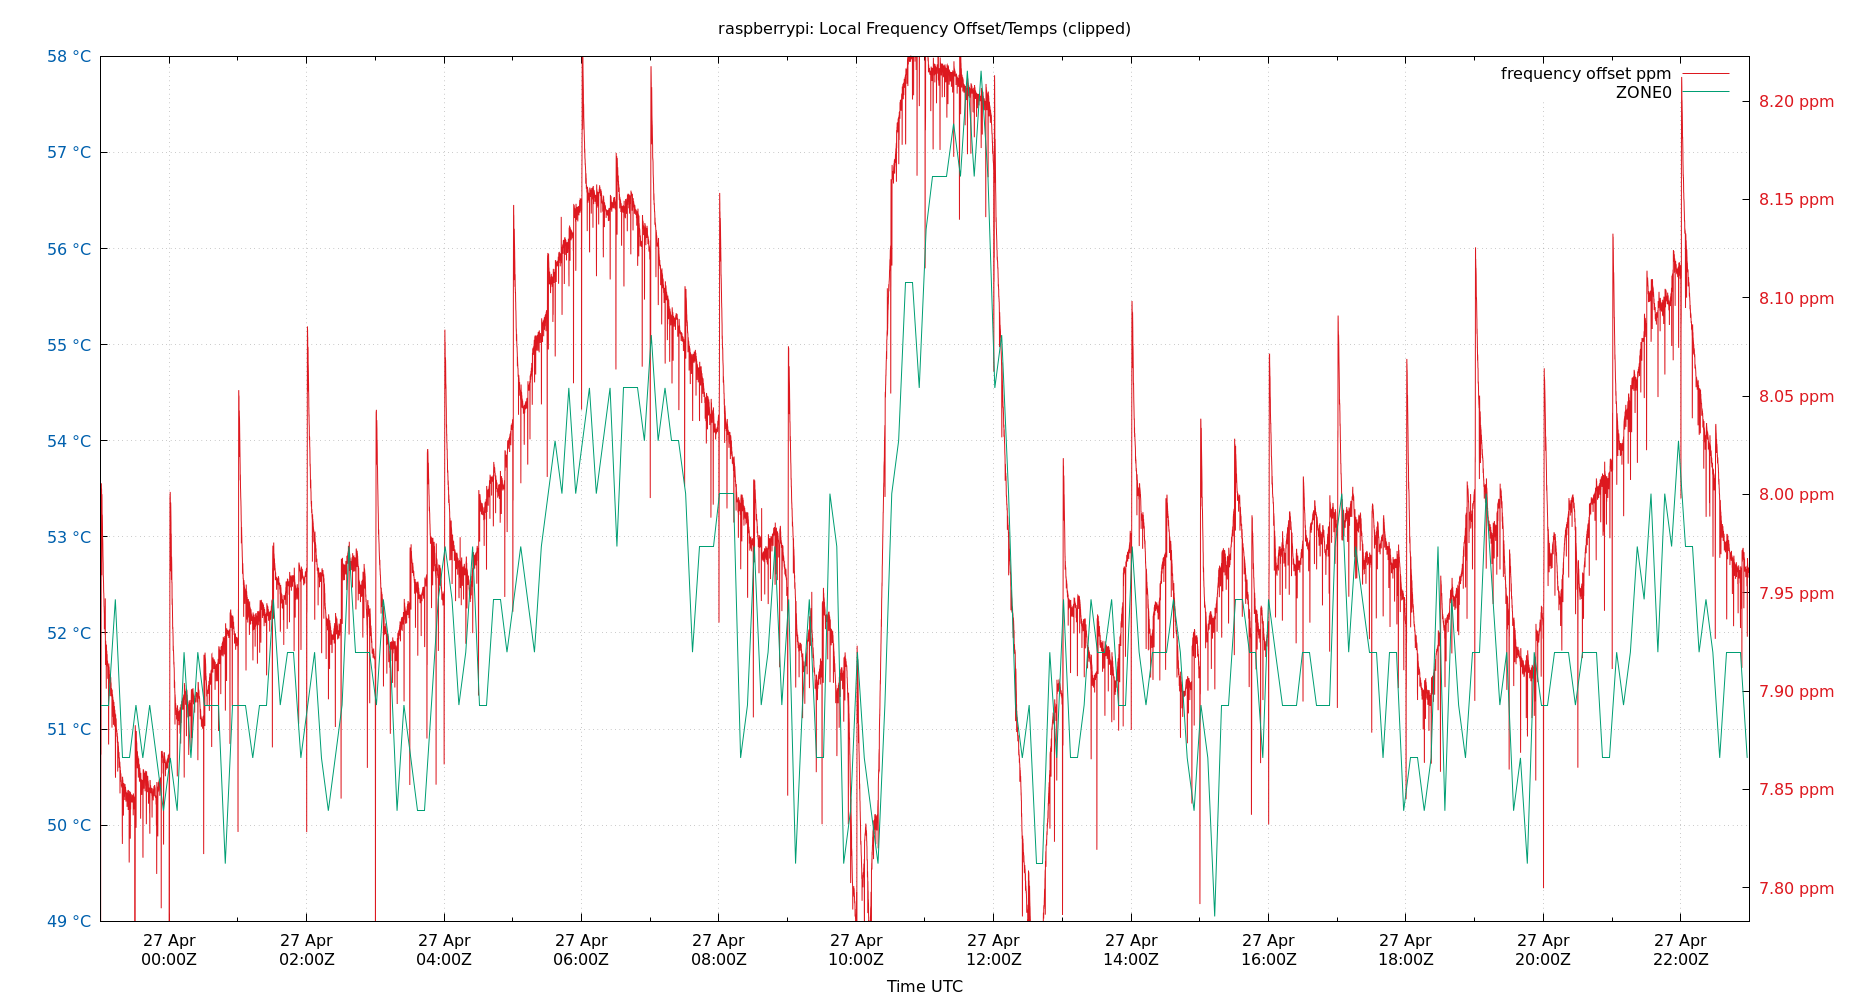 raspberrypi: Local Frequency Offset/Temps (clipped)
frequency offset ppm
ZONE0
58 °C
57 °C
56 °C
55 °C
54 °C
53 °C
52 °C
51 °C
50 °C
49 °C
8.20 ppm
8.15 ppm
8.10 ppm
8.05 ppm
8.00 ppm
7.95 ppm
7.90 ppm
7.85 ppm
7.80 ppm
27 Apr 27 Apr 27 Apr 27 Apr 27 Apr 27 Apr 27 Apr 27 Apr 27 Apr 27 Apr 27 Apr 27 Apr
00:00Z 02:00Z 04:00Z 06:00Z 08:00Z 10:00Z 12:00Z 14:00Z 16:00Z 18:00Z 20:00Z 22:00Z
Time UTC